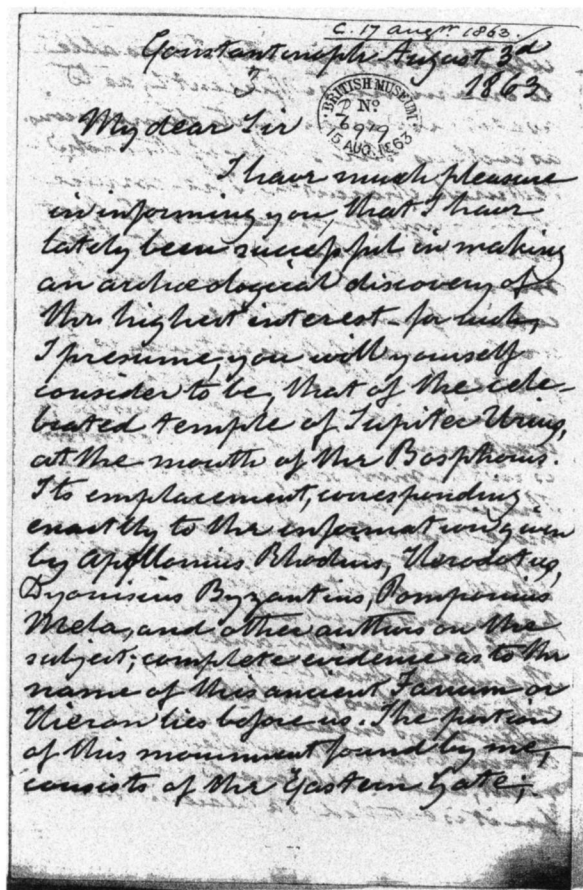 C. 17 augst 1863.
Constantinople August 3d
1863
BRITISH MUSEUM
No
6919
15 AUG. 1863
My dear Sir
I have much pleasure
in informing you, that I have
lately been successful in making
an archæological discovery of
the highest interest for such,
I presume, you will yourself
consider to be, that of the cele-
brated temple of Jupiter Urius,
at the mouth of the Bosphorus.
Its emplacement, corresponding
exactly to the information given
by Apollonius Rhodius, Herodotus,
Dyonisius Byzantius, Pomponius
Mela, and other authors on the
subject; complete evidence as to the
name of this ancient Fanum or
Hieron lies before us. The portion
of this monument found by me,
consists of the Eastern Gate;